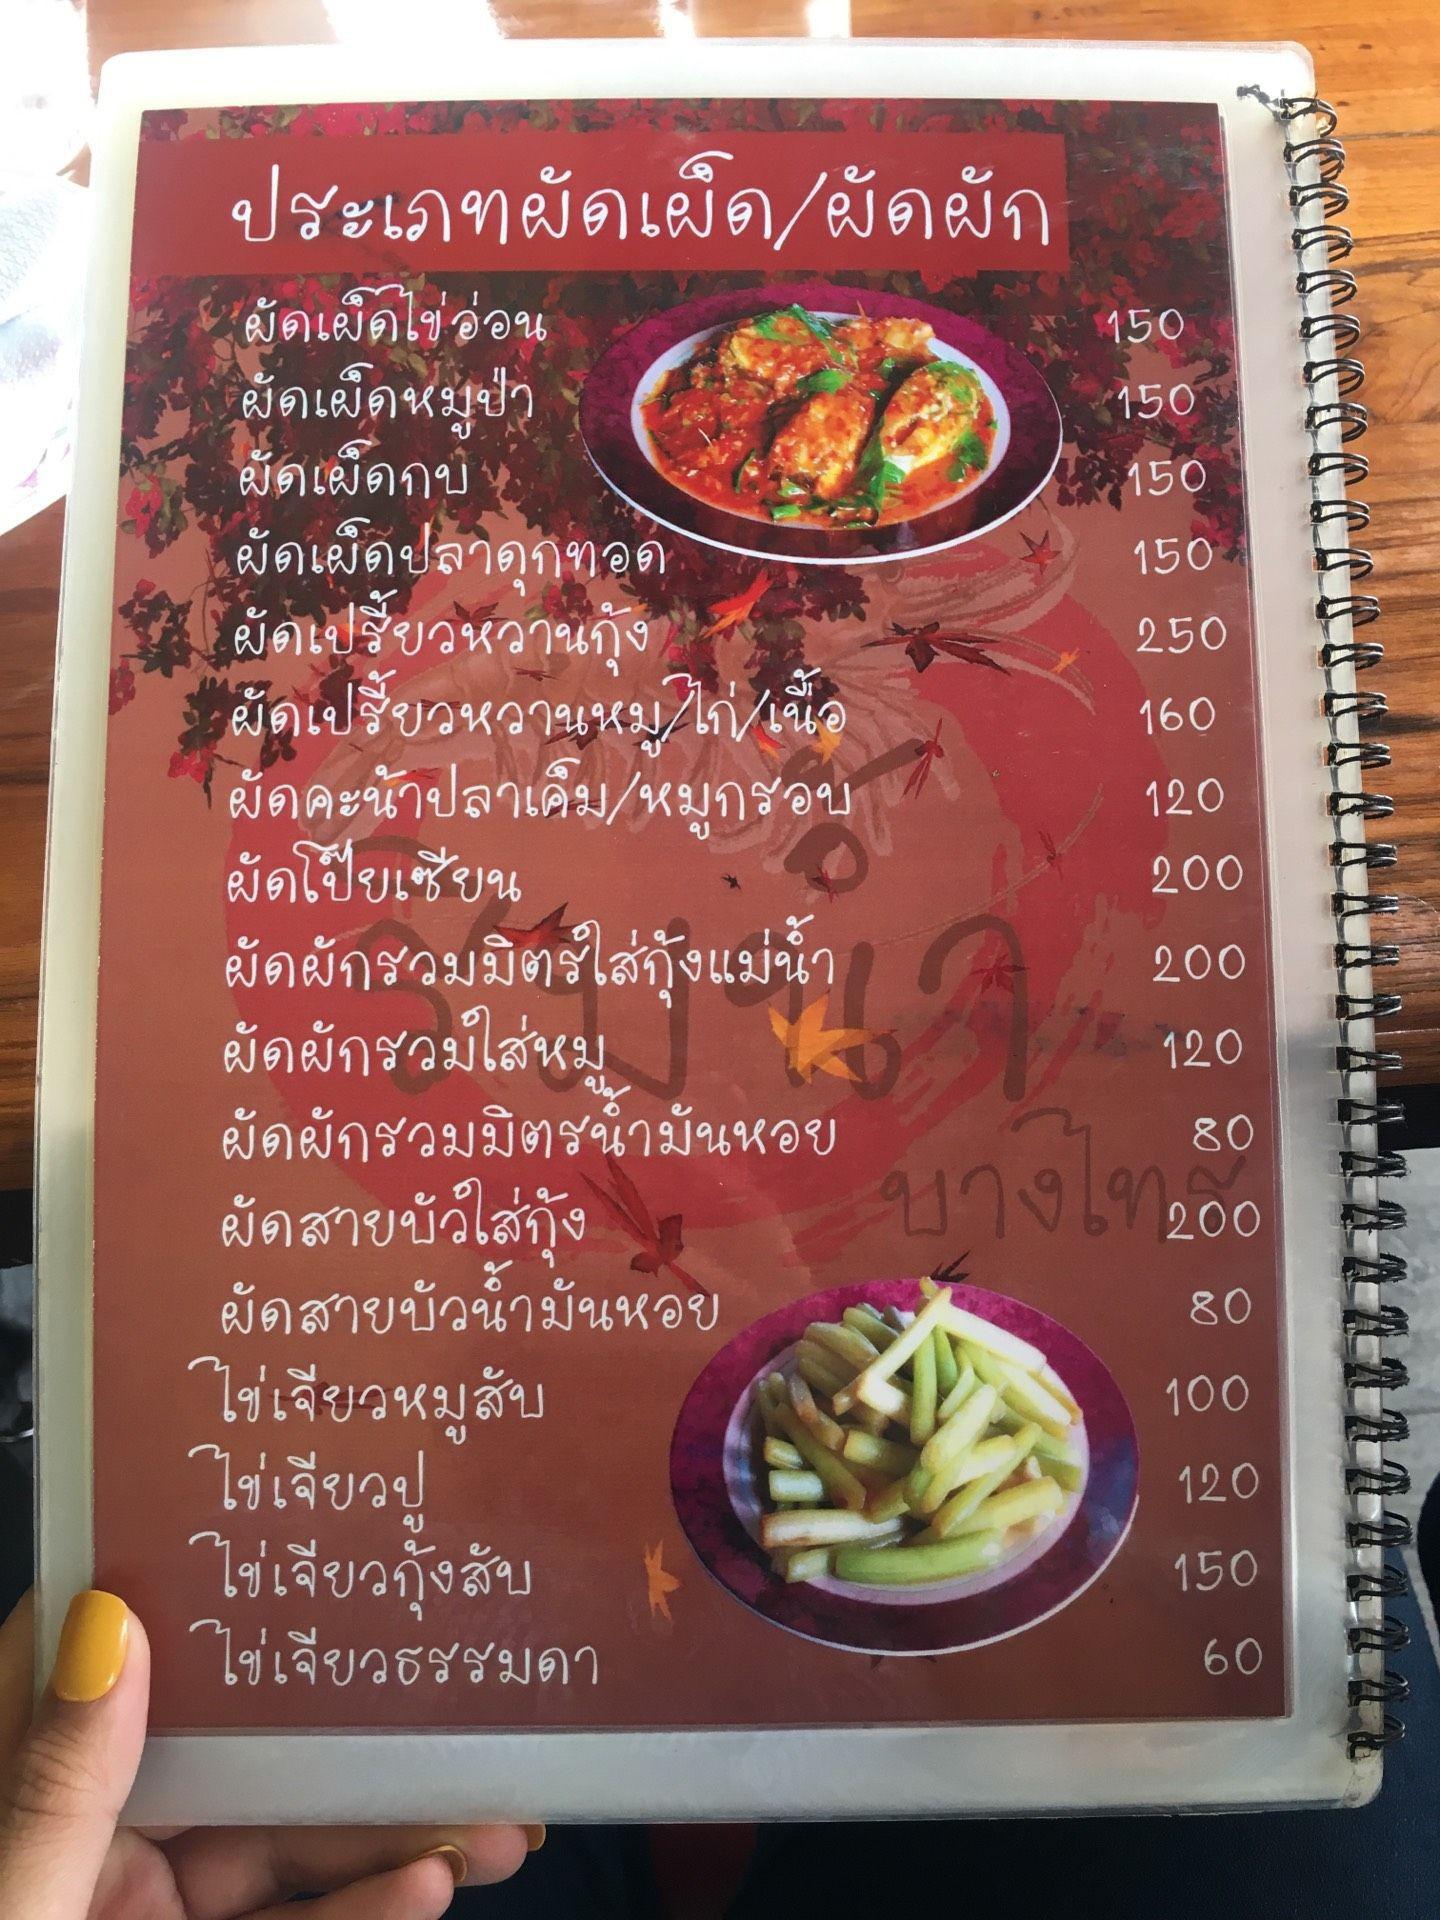 ประเภทผัดเผ็ด/ผัดผัก
ผัดเผ็ดไข่อ่อน 150
ผัดเผ็ดหมูป่า 150
ผัดเผ็ดกบ 150
ผัดเผ็ดปลาดุกทอด 150
ผัดเปรี้ยวหวานกุ้ง 250
ผัดเปรี้ยวหวานหมู/ไก่/เนื้อ 160
ผัดคะน้าปลาเค็ม/หมูกรอบ 120
ผัดโป๊ยเซียน 200
ผัดผักรวมมิตรใส่กุ้งแม่น้ำ 200
ผัดผักรวมใส่หมู 120
ผัดผักรวมมิตรน้ำมันหอย 80
ผัดสายบัวใส่กุ้ง 200
ผัดสายบัวน้ำมันหอย 80
ไข่เจียวหมูสับ 100
ไข่เจียวปู 120
ไข่เจียวกุ้งสับ 150
ไข่เจียวธรรมดา 60
ริมน้ำ
บางไทร